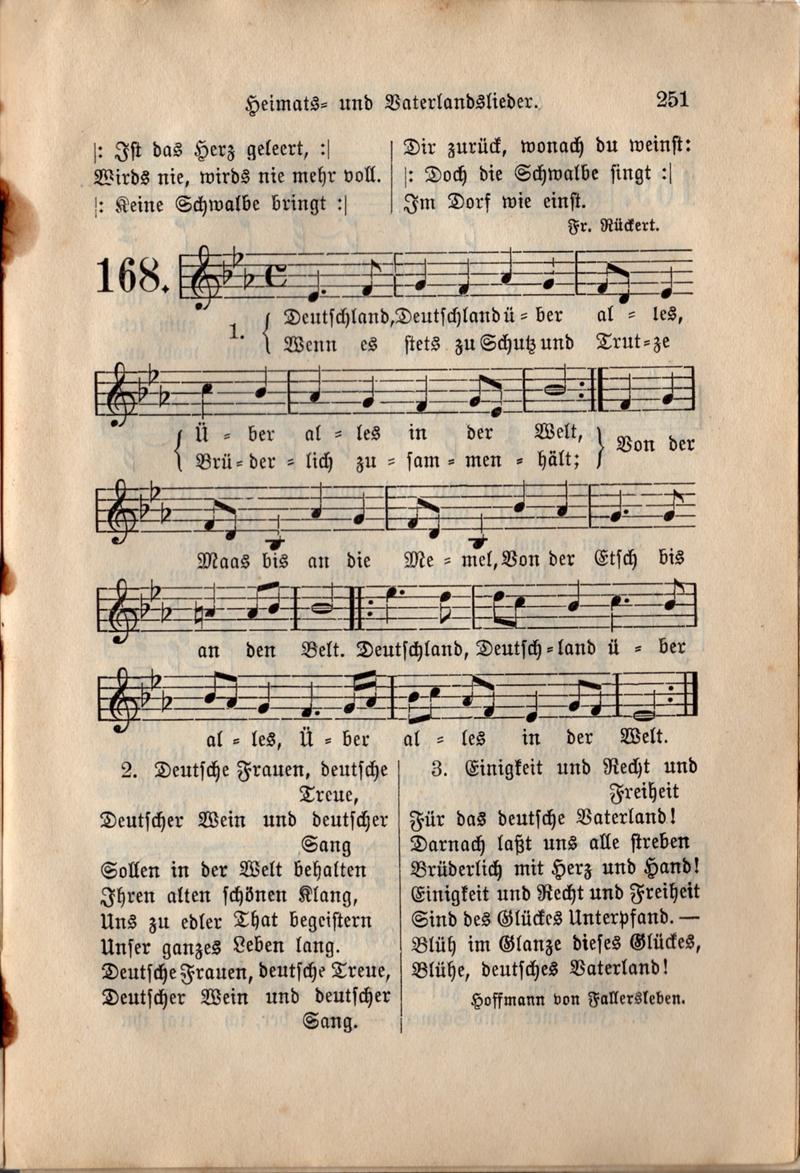 Heimats- und Vaterlandslieder.
251
|: Ist das Herz geleert, :|
Wirds nie, wirds nie mehr voll.
|: Keine Schwalbe bringt :|
Dir zurück, wonach du weinst:
|: Doch die Schwalbe singt :|
Im Dorf wie einst.
Fr. Rückert.
168.
1. { Deutschland, Deutschland ü = ber al = les,
Wenn es stets zu Schutz und Trut=ze
{ Ü = ber al = les in der Welt, } Von der
Brü=der = lich zu = sam = men = hält;
Maas bis an die Me = mel, Von der Etsch bis
an den Belt. Deutschland, Deutsch=land ü = ber
al = les, Ü = ber al = les in der Welt.
2. Deutsche Frauen, deutsche
Treue,
Deutscher Wein und deutscher
Sang
Sollen in der Welt behalten
Ihren alten schönen Klang,
Uns zu edler That begeistern
Unser ganzes Leben lang.
Deutsche Frauen, deutsche Treue,
Deutscher Wein und deutscher
Sang.
3. Einigkeit und Recht und
Freiheit
Für das deutsche Vaterland!
Darnach laßt uns alle streben
Brüderlich mit Herz und Hand!
Einigkeit und Recht und Freiheit
Sind des Glückes Unterpfand. —
Blüh im Glanze dieses Glückes,
Blühe, deutsches Vaterland!
Hoffmann von Fallersleben.